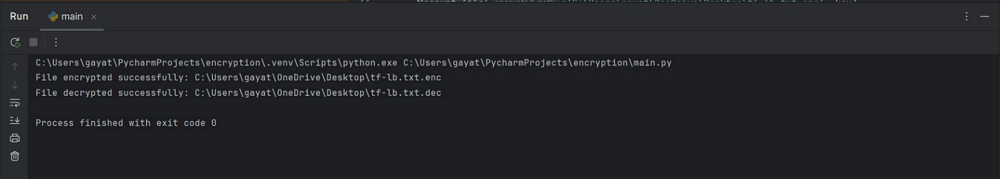 Run main
C:\Users\gayat\PycharmProjects\encryption\.venv\Scripts\python.exe C:\Users\gayat\PycharmProjects\encryption\main.py
File encrypted successfully: C:\Users\gayat\OneDrive\Desktop\tf-lb.txt.enc
File decrypted successfully: C:\Users\gayat\OneDrive\Desktop\tf-lb.txt.dec
Process finished with exit code 0